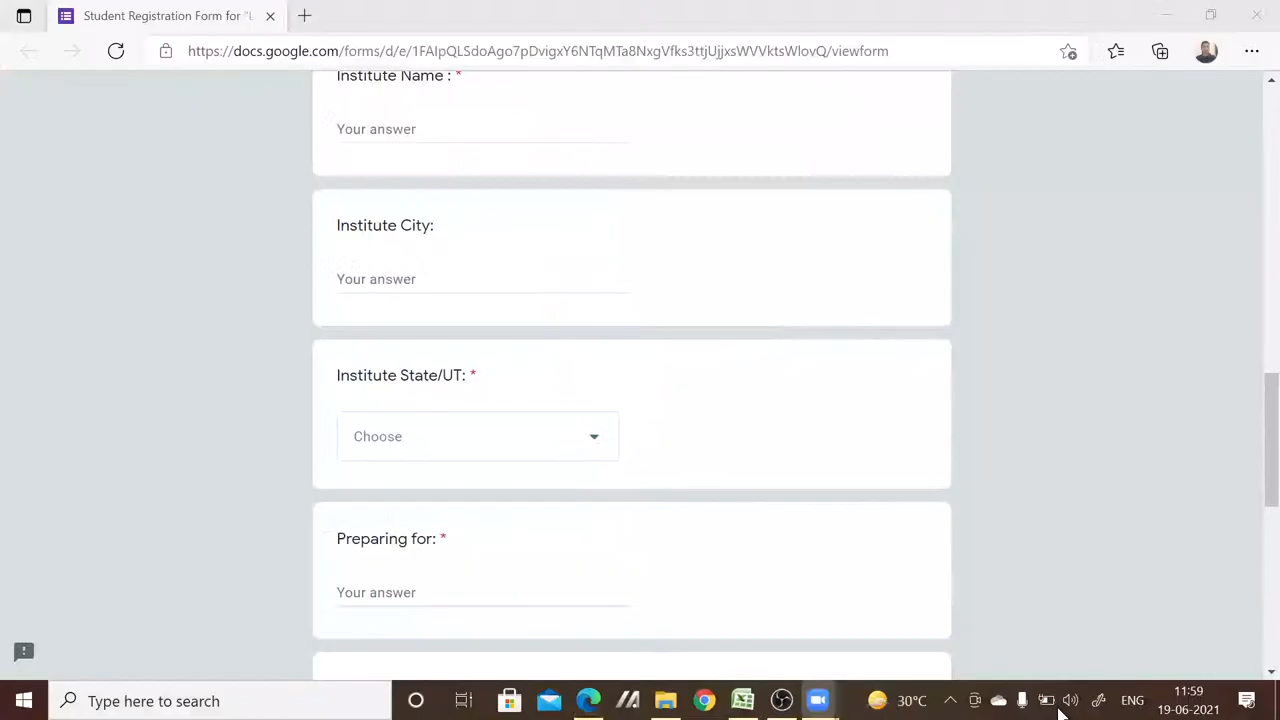 Student Registration Form for "L
https://docs.google.com/forms/d/e/1FAIpQLSdoAgo7pDvigxY6NTqMTa8NxgVfks3ttjUjjxsWVVktsWlovQ/viewform
Institute Name : *
Your answer
Institute City:
Your answer
Institute State/UT: *
Choose
Preparing for: *
Your answer
Type here to search
30°C
ENG
11:59
19-06-2021